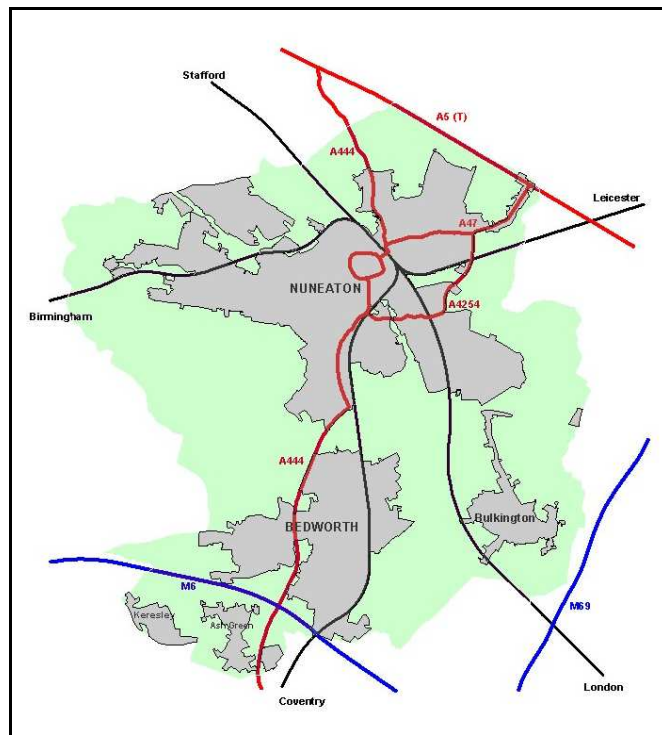 Stafford
A5 (T)
A444
Leicester
A47
NUNEATON
A4254
Birmingham
A444
Bulkington
BEDWORTH
M6
M69
Keresley
Ash Green
London
Coventry